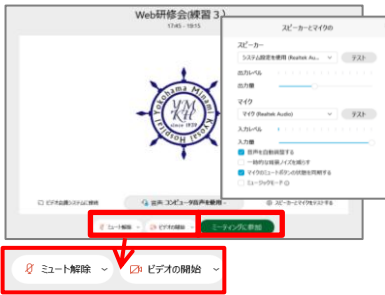 Web研修会(練習３)
17:45 - 18:15
Yokohama Minami Kyosai Hospital
YM
KH
since 1939
ビデオ会議システムに接続
音声: コンピュータ音声を使用
スピーカーとマイクをテストする
ミュート解除
ビデオの開始
ミーティングに参加
スピーカーとマイクの
スピーカー
システム設定を使用 (Realtek Au...
テスト
出力レベル
出力音量
マイク
マイク (Realtek Audio)
テスト
入力レベル
入力音量
音声を自動調整する
一時的な背景ノイズを減らす
マイクのミュートボタンの状態を同期する
ミュージックモード
ミュート解除
ビデオの開始